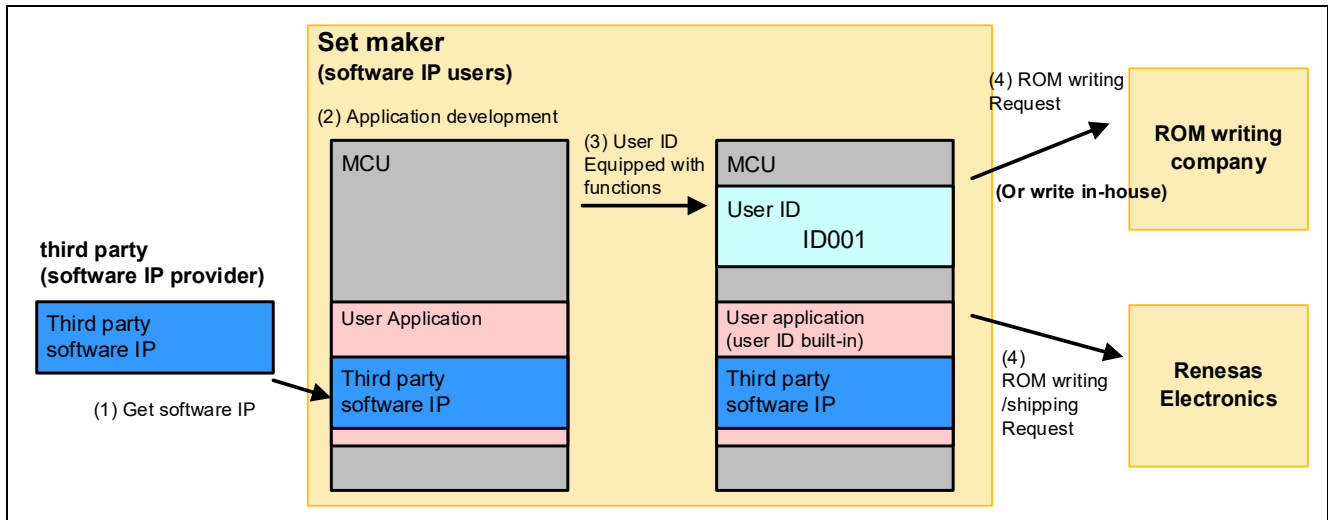 Set maker
(software IP users)
(2) Application development
MCU
(3) User ID
Equipped with
functions
MCU
User ID
ID001
(4) ROM writing
Request
ROM writing
company
(Or write in-house)
third party
(software IP provider)
Third party
software IP
(1) Get software IP
User Application
Third party
software IP
User application
(user ID built-in)
Third party
software IP
(4)
ROM writing
/shipping
Request
Renesas
Electronics